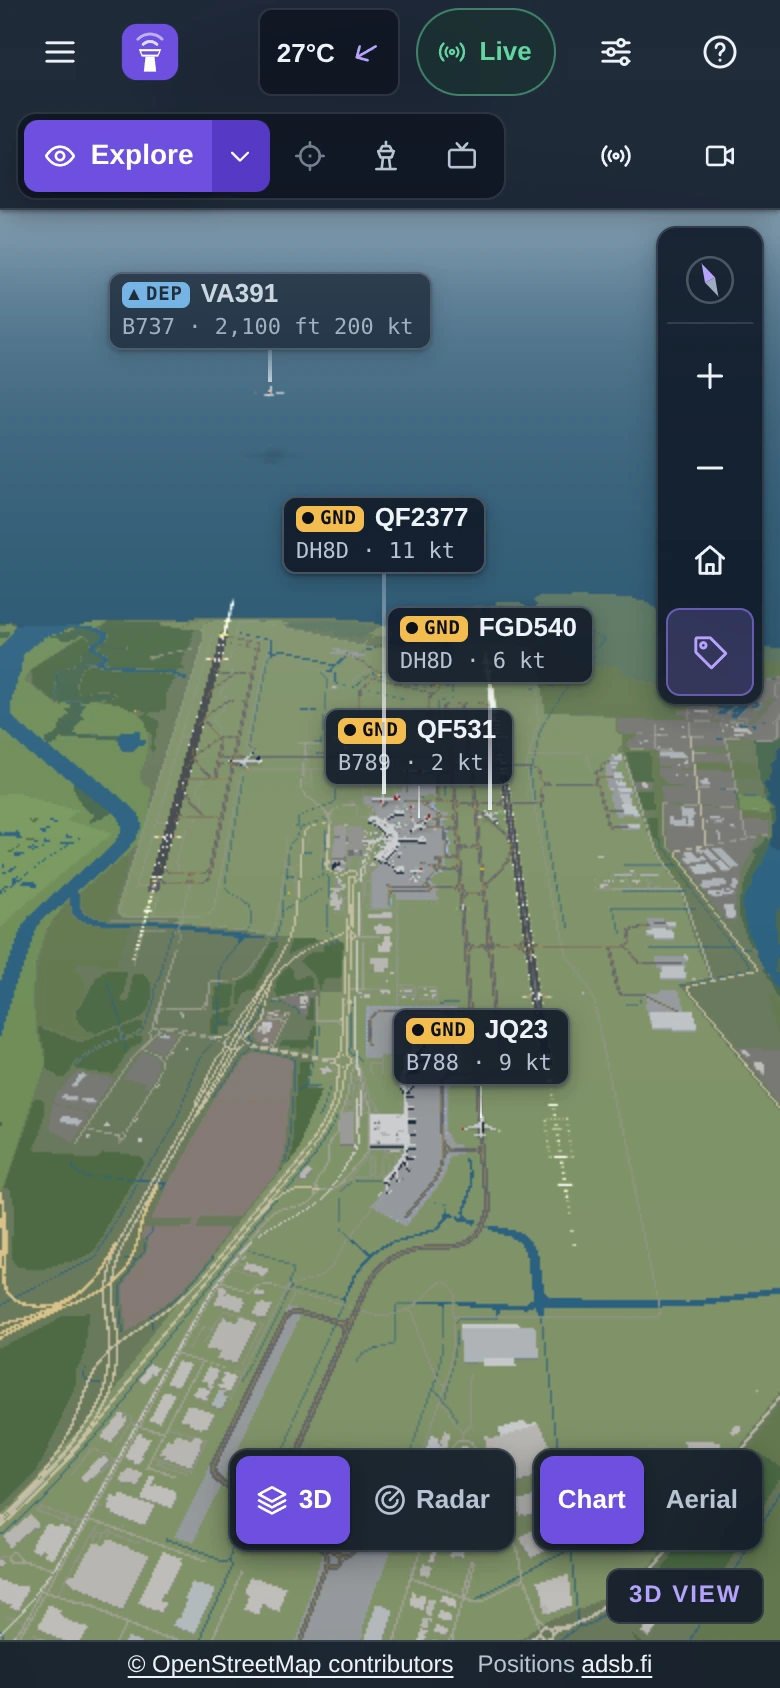 27°C
Live
Explore
▲ DEP VA391
B737 · 2,100 ft 200 kt
GND QF2377
DH8D · 11 kt
GND FGD540
DH8D · 6 kt
GND QF531
B789 · 2 kt
GND JQ23
B788 · 9 kt
3D Radar Chart Aerial
3D VIEW
© OpenStreetMap contributors Positions adsb.fi